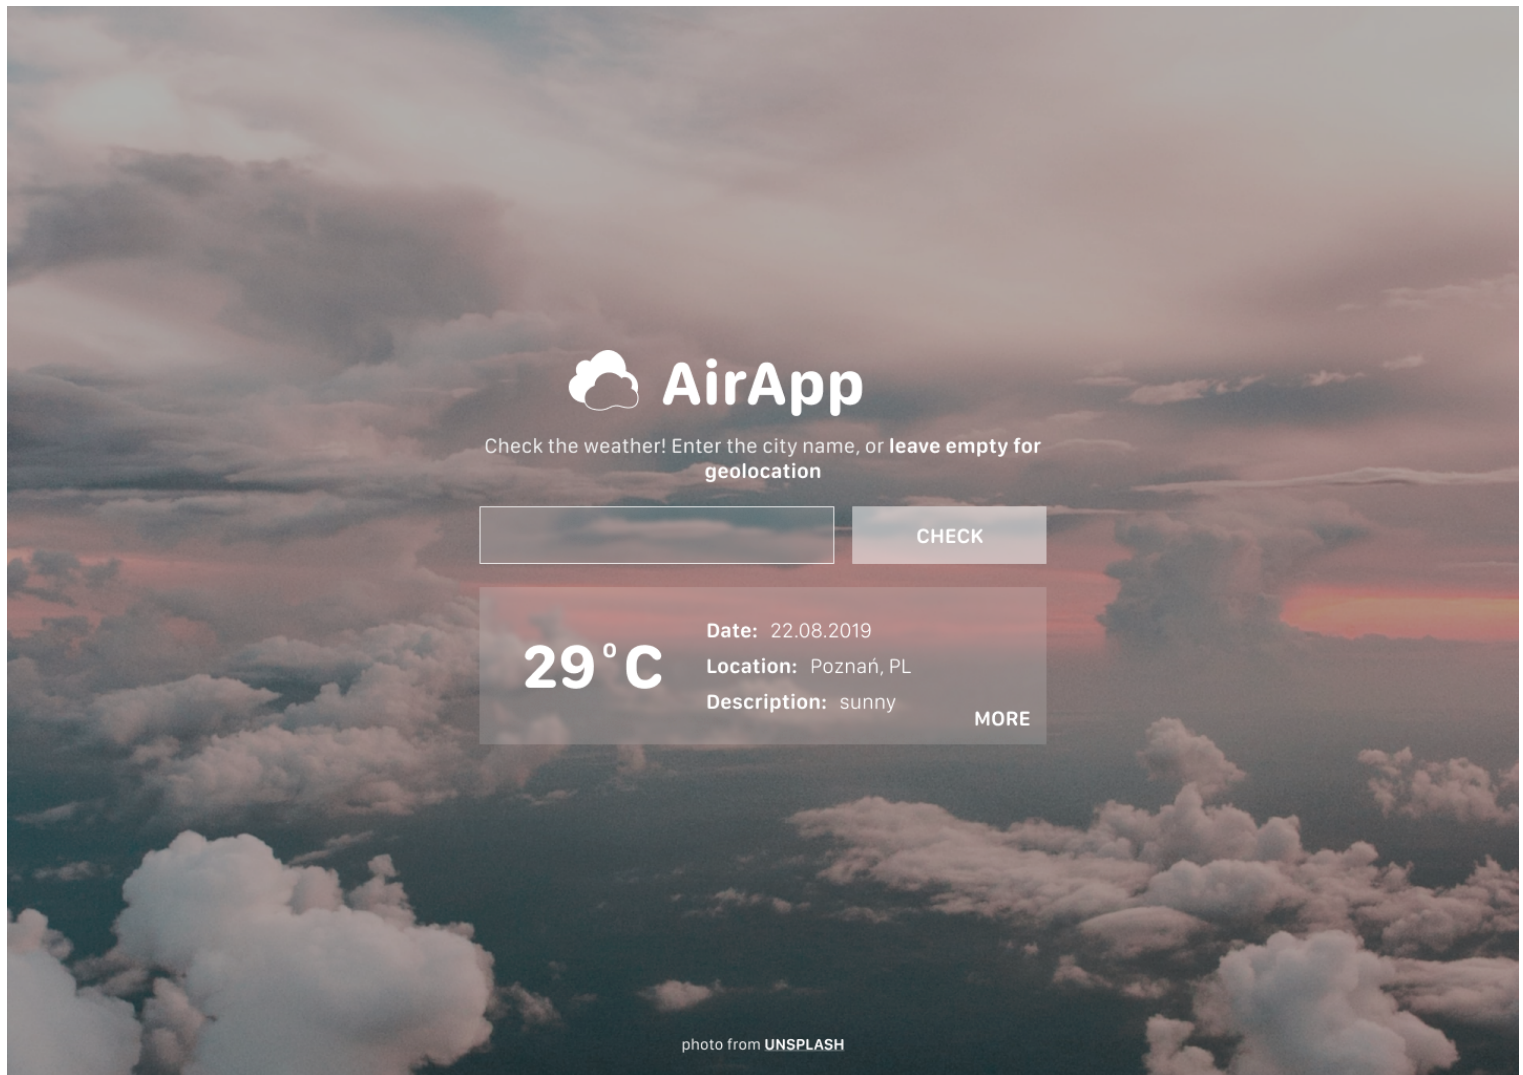 AirApp
Check the weather! Enter the city name, or leave empty for
geolocation
CHECK
29°C
Date: 22.08.2019
Location: Poznań, PL
Description: sunny
MORE
photo from UNSPLASH